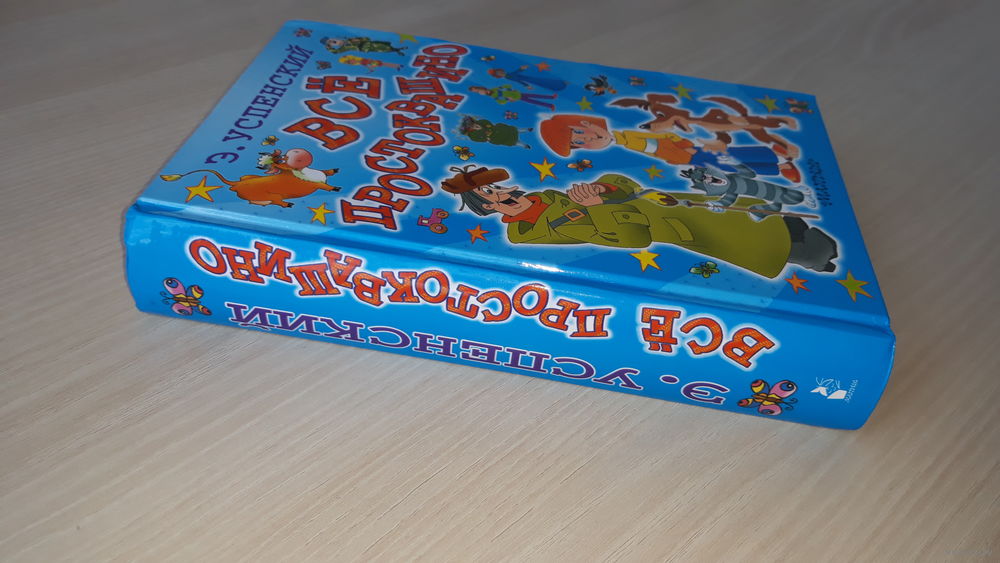 Э. УСПЕНСКИЙ
ВСЁ
ПРОСТОКВАШИНО
ВСЁ ПРОСТОКВАШИНО
Э. УСПЕНСКИЙ